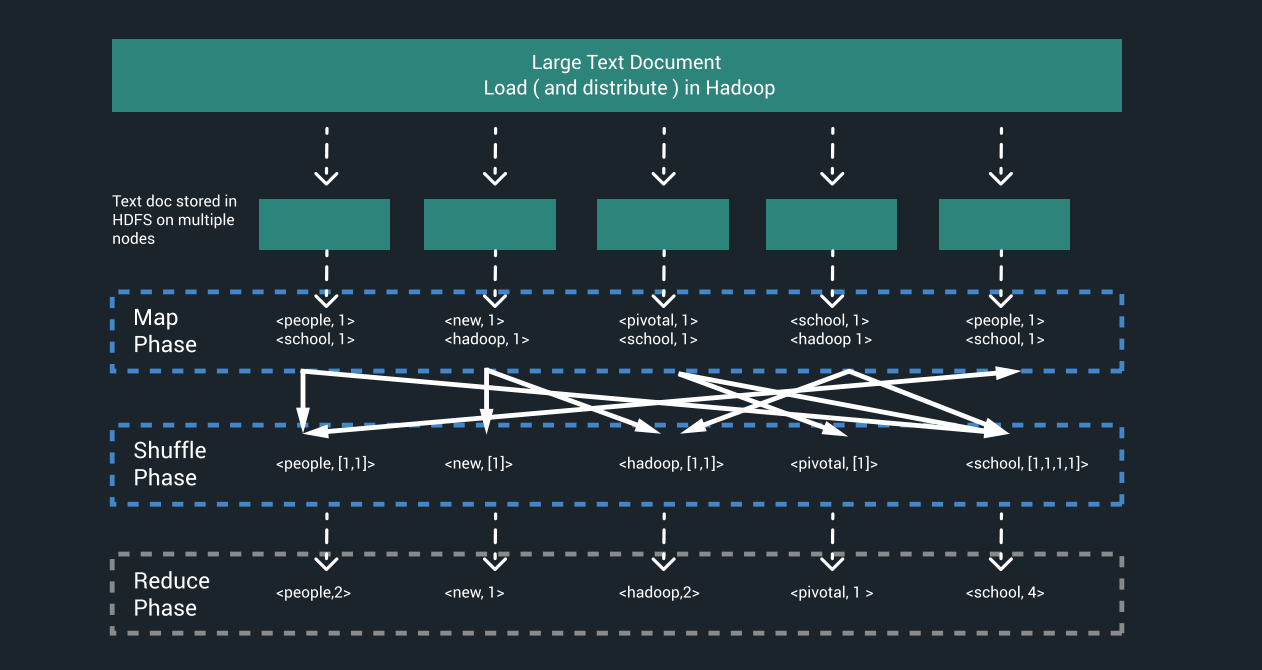 Large Text Document
Load ( and distribute ) in Hadoop
Text doc stored in
HDFS on multiple
nodes
Map
Phase
<people, 1>
<school, 1>
<new, 1>
<hadoop, 1>
<pivotal, 1>
<school, 1>
<school, 1>
<hadoop 1>
<people, 1>
<school, 1>
Shuffle
Phase
<people, [1,1]>
<new, [1]>
<hadoop, [1,1]>
<pivotal, [1]>
<school, [1,1,1,1]>
Reduce
Phase
<people,2>
<new, 1>
<hadoop,2>
<pivotal, 1 >
<school, 4>